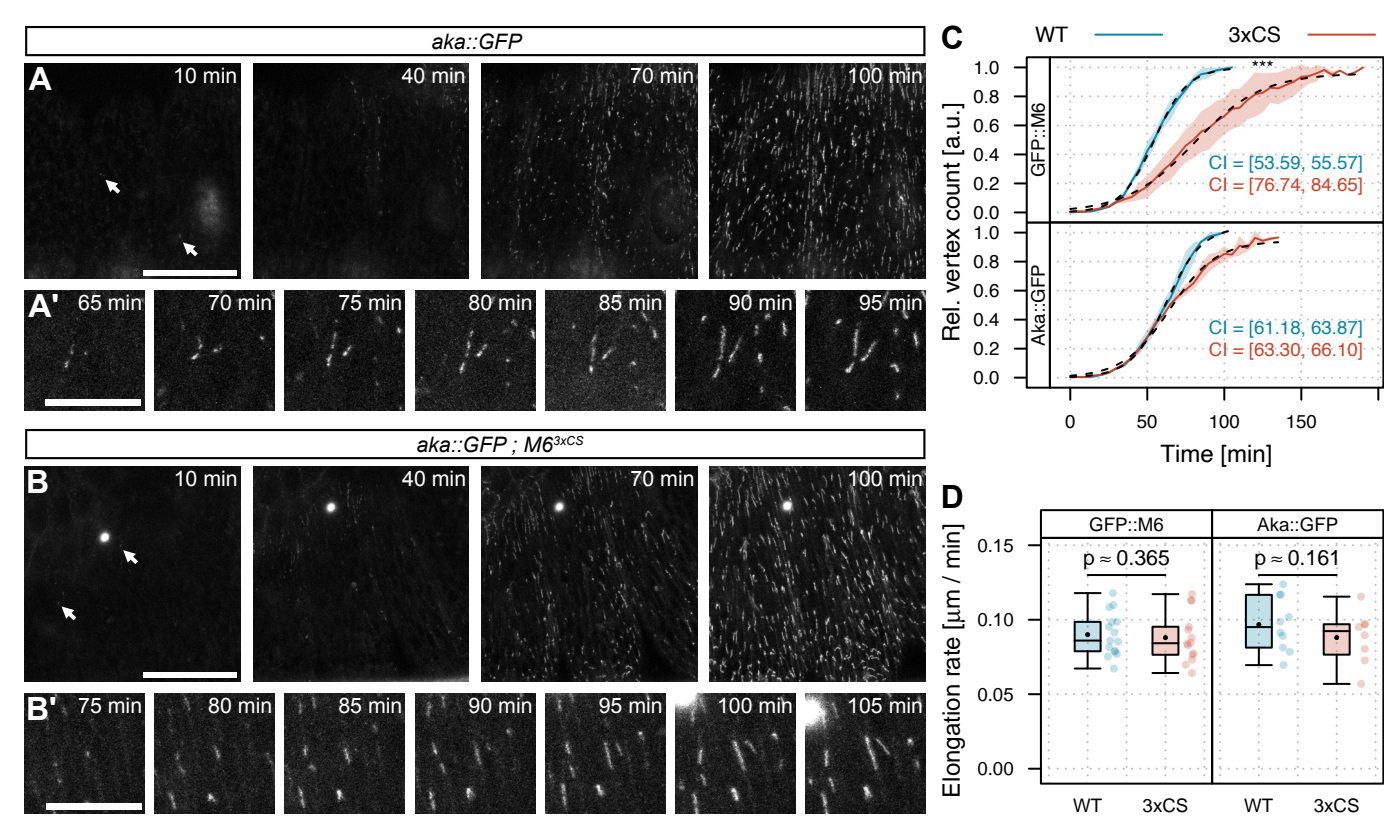 aka::GFP
A
10 min
40 min
70 min
100 min
A'
65 min
70 min
75 min
80 min
85 min
90 min
95 min
aka::GFP ; M6^3xCS
B
10 min
40 min
70 min
100 min
B'
75 min
80 min
85 min
90 min
95 min
100 min
105 min
C
WT
3xCS
Rel. vertex count [a.u.]
GFP::M6
1.0
0.8
0.6
0.4
0.2
0.0
***
CI = [53.59, 55.57]
CI = [76.74, 84.65]
Aka::GFP
1.0
0.8
0.6
0.4
0.2
0.0
CI = [61.18, 63.87]
CI = [63.30, 66.10]
0
50
100
150
Time [min]
D
GFP::M6
Aka::GFP
Elongation rate [µm / min]
0.15
0.10
0.05
0.00
p ≈ 0.365
p ≈ 0.161
WT
3xCS
WT
3xCS